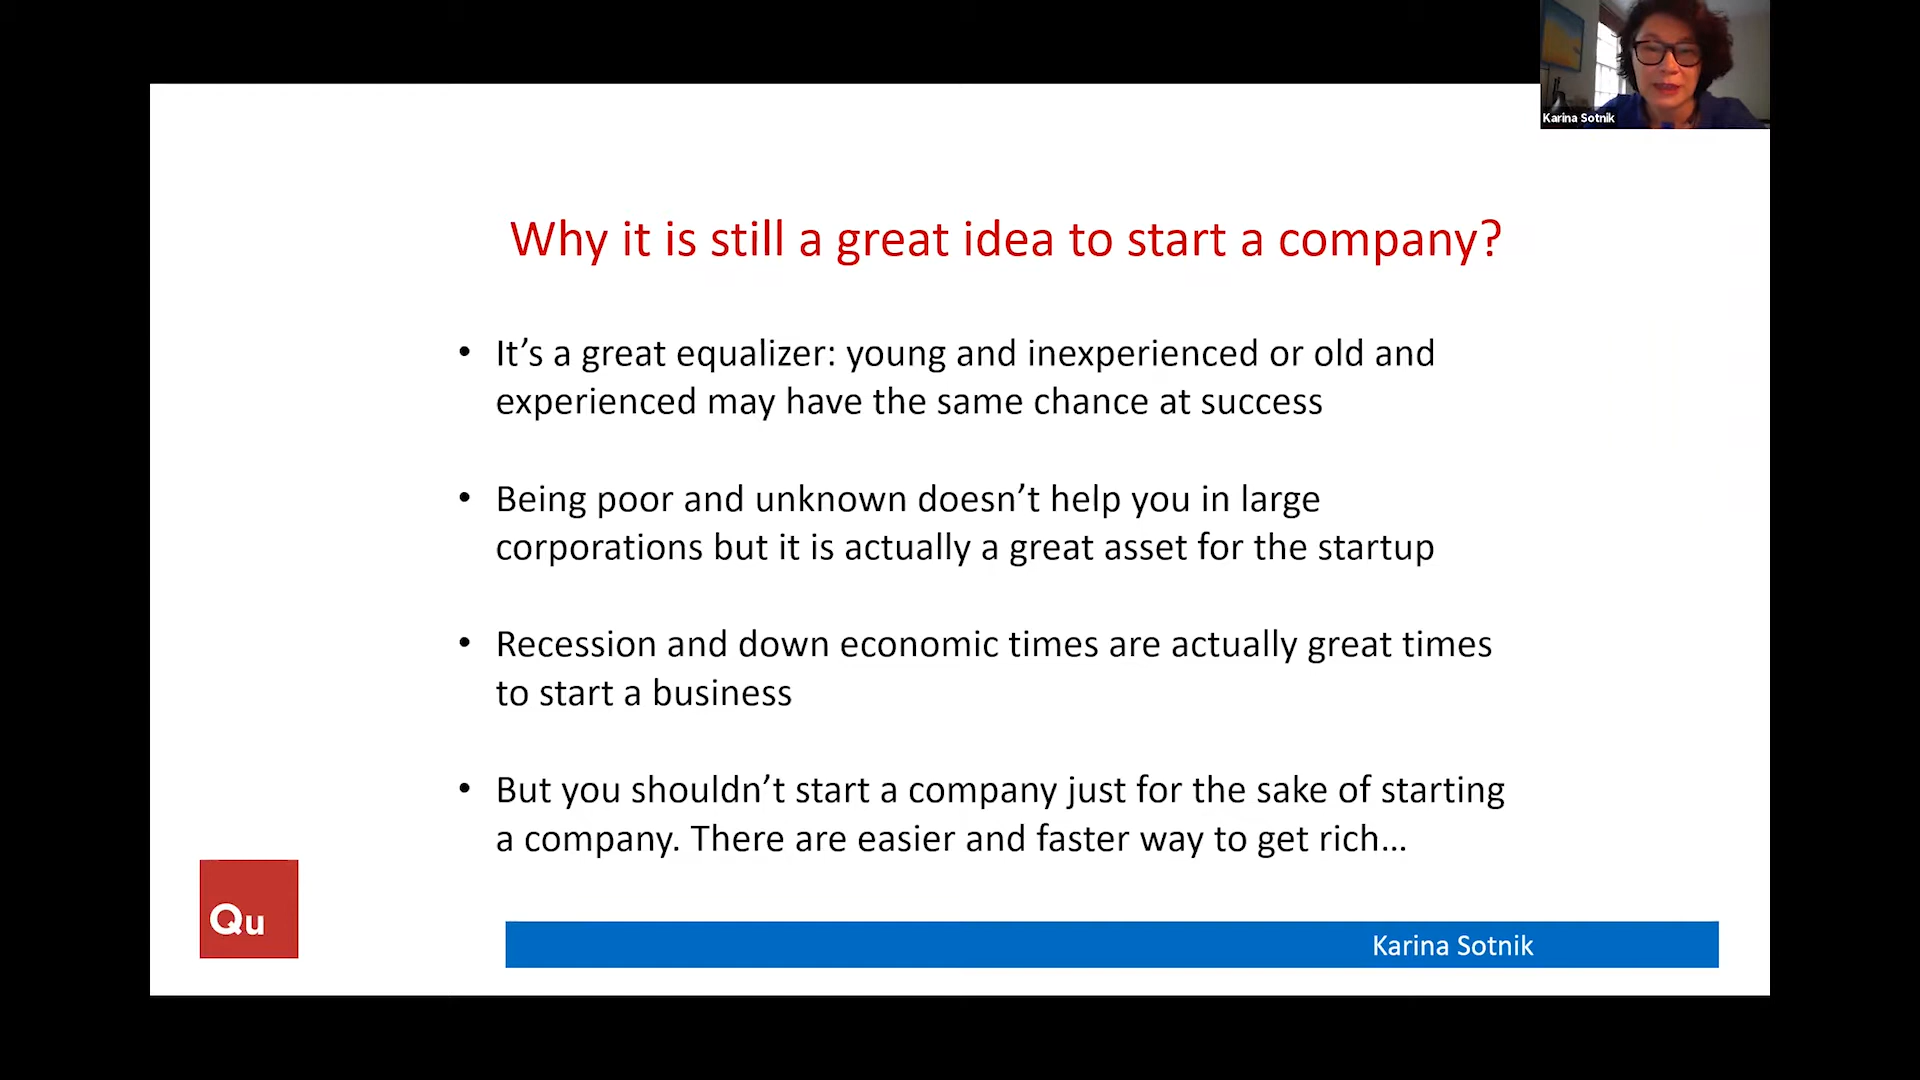 Karina Sotnik
Why it is still a great idea to start a company?
• It’s a great equalizer: young and inexperienced or old and
experienced may have the same chance at success
• Being poor and unknown doesn’t help you in large
corporations but it is actually a great asset for the startup
• Recession and down economic times are actually great times
to start a business
• But you shouldn’t start a company just for the sake of starting
a company. There are easier and faster way to get rich...
Qu
Karina Sotnik